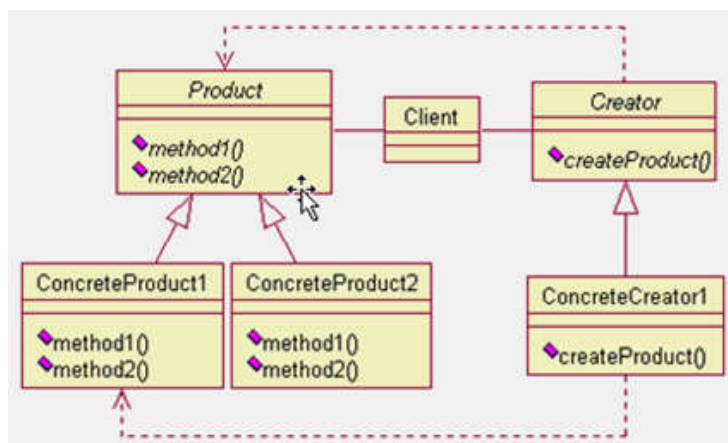 Product
method1()
method2()
Client
Creator
createProduct()
ConcreteProduct1
method1()
method2()
ConcreteProduct2
method1()
method2()
ConcreteCreator1
createProduct()